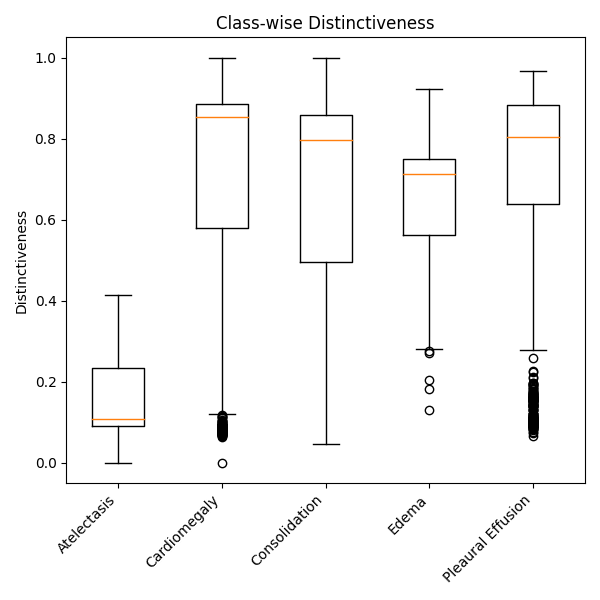 Class-wise Distinctiveness
1.0
0.8
0.6
0.4
0.2
0.0
Distinctiveness
Atelectasis
Cardiomegaly
Consolidation
Edema
Pleaural Effusion